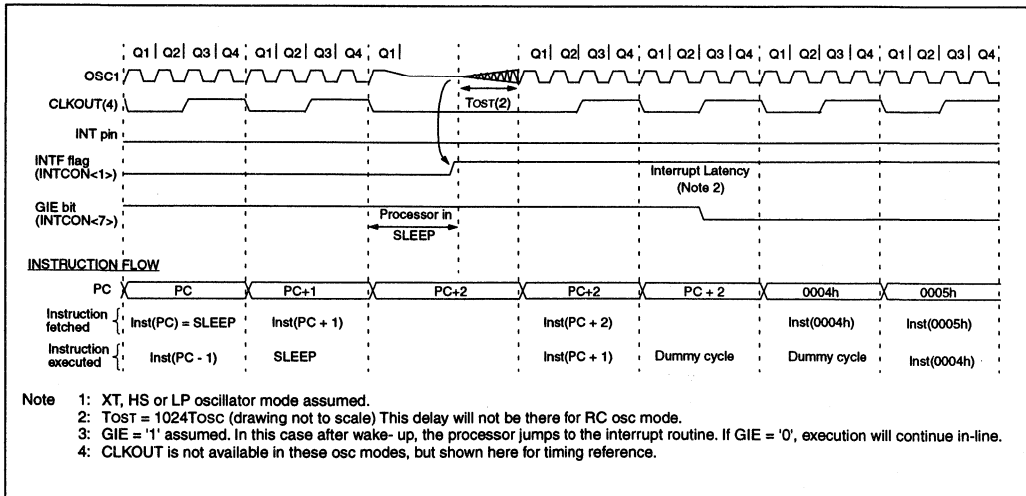 Q1| Q2| Q3| Q4 Q1| Q2| Q3| Q4 Q1| Q1| Q2| Q3| Q4 Q1| Q2| Q3| Q4 Q1| Q2| Q3| Q4 Q1| Q2| Q3| Q4
OSC1
TOST(2)
CLKOUT(4)
INT pin
INTF flag
(INTCON<1>)
Interrupt Latency
(Note 2)
GIE bit
(INTCON<7>)
Processor in
SLEEP
INSTRUCTION FLOW
PC PC PC+1 PC+2 PC+2 PC + 2 0004h 0005h
Instruction
fetched
Inst(PC) = SLEEP Inst(PC + 1) Inst(PC + 2) Inst(0004h) Inst(0005h)
Instruction
executed
Inst(PC - 1) SLEEP Inst(PC + 1) Dummy cycle Dummy cycle Inst(0004h)
Note 1: XT, HS or LP oscillator mode assumed.
2: TOST = 1024TOSC (drawing not to scale) This delay will not be there for RC osc mode.
3: GIE = '1' assumed. In this case after wake- up, the processor jumps to the interrupt routine. If GIE = '0', execution will continue in-line.
4: CLKOUT is not available in these osc modes, but shown here for timing reference.